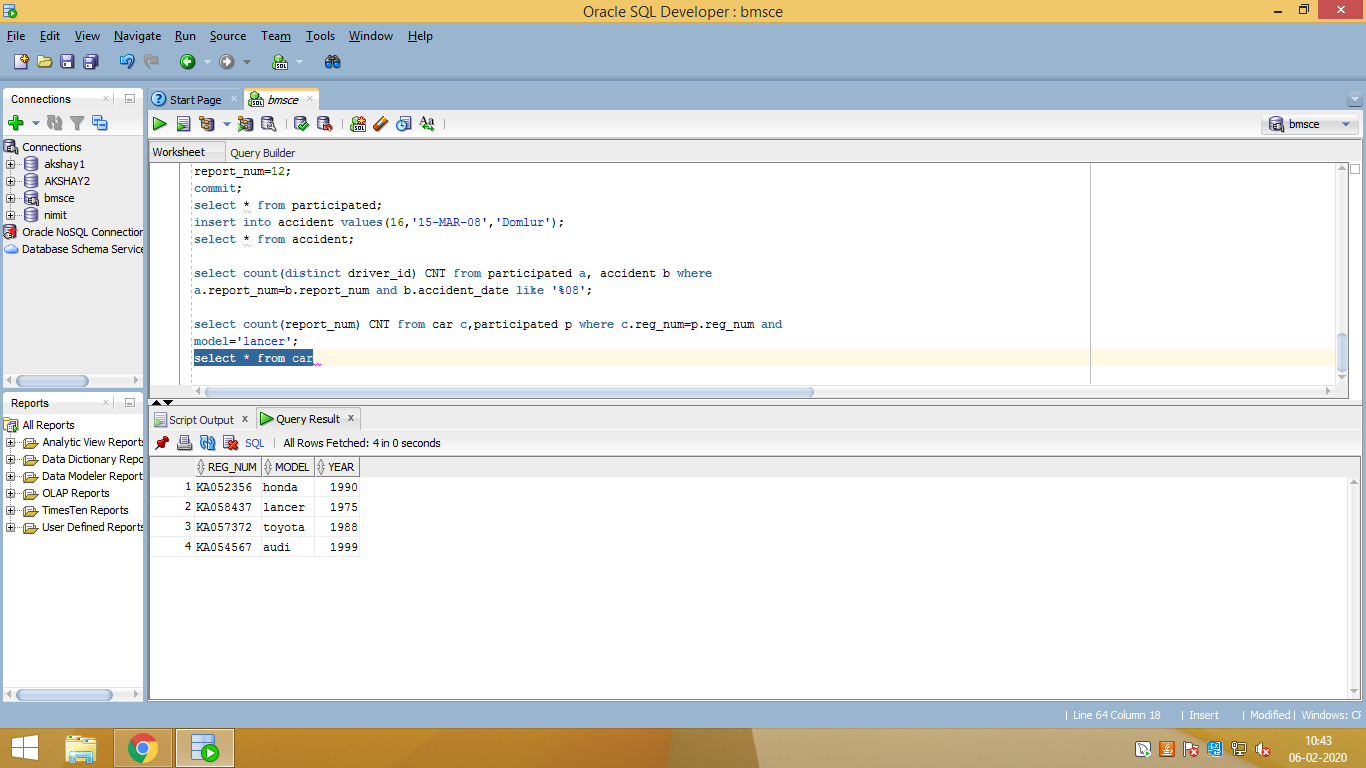 Oracle SQL Developer : bmsce
File Edit View Navigate Run Source Team Tools Window Help
Connections
Start Page
bmsce
bmsce
Connections
akshay1
AKSHAY2
bmsce
nimit
Oracle NoSQL Connection
Database Schema Service
Worksheet Query Builder
report_num=12;
commit;
select * from participated;
insert into accident values(16,'15-MAR-08','Domlur');
select * from accident;
select count(distinct driver_id) CNT from participated a, accident b where
a.report_num=b.report_num and b.accident_date like '%08';
select count(report_num) CNT from car c,participated p where c.reg_num=p.reg_num and
model='lancer';
select * from car
Reports
All Reports
Analytic View Reports
Data Dictionary Repo
Data Modeler Report
OLAP Reports
TimesTen Reports
User Defined Reports
Script Output Query Result
SQL | All Rows Fetched: 4 in 0 seconds
REG_NUM MODEL YEAR
1 KA052356 honda 1990
2 KA058437 lancer 1975
3 KA057372 toyota 1988
4 KA054567 audi 1999
| Line 64 Column 18 | Insert | Modified | Windows: CF
10:43
06-02-2020